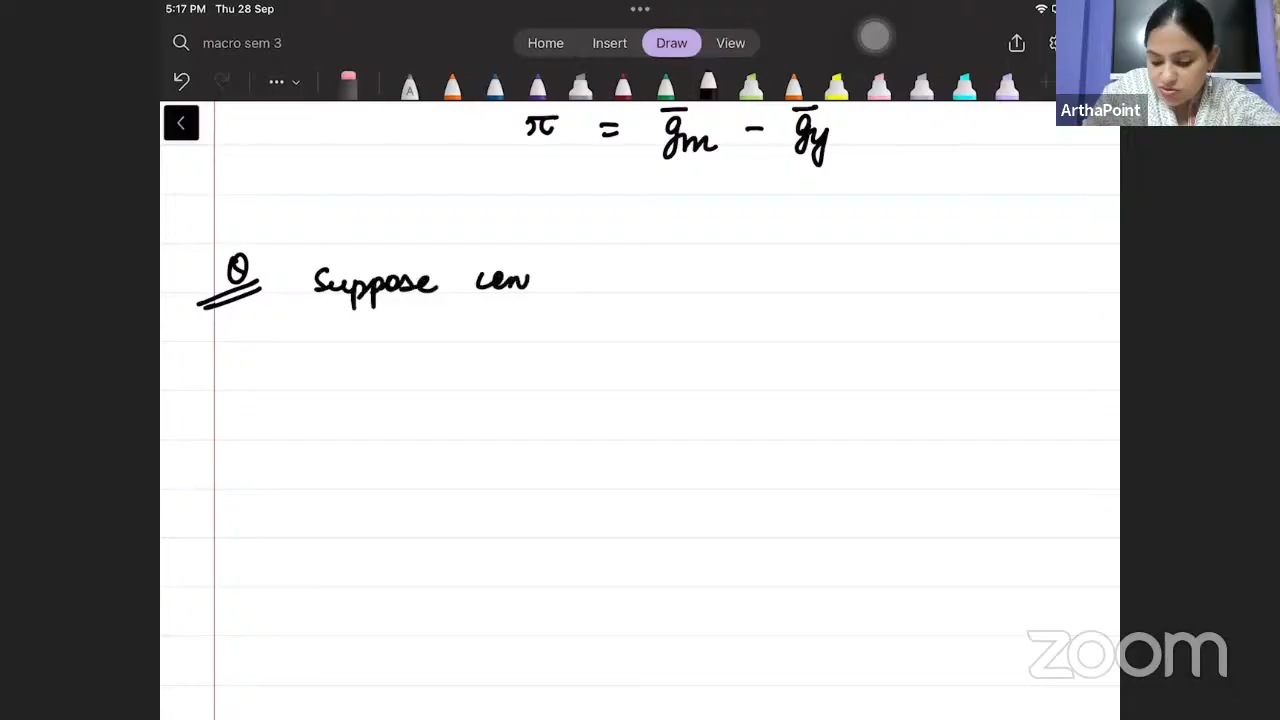 5:17 PM Thu 28 Sep
macro sem 3
Home Insert Draw View
A
ArthaPoint
π = ḡm - ḡy
Q Suppose cen
zoom